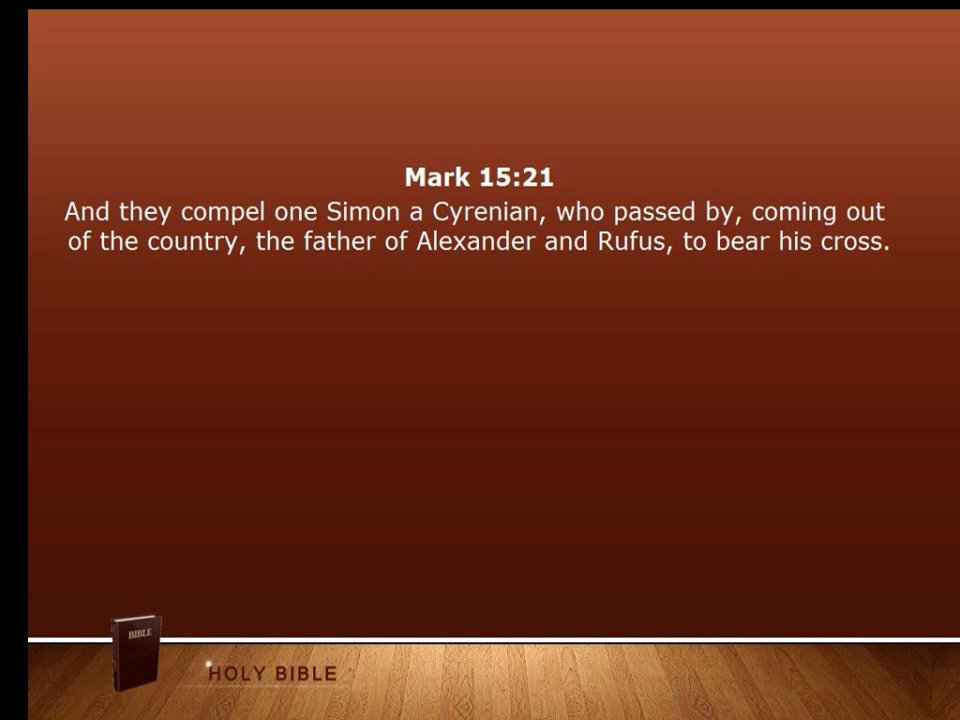 Mark 15:21
And they compel one Simon a Cyrenian, who passed by, coming out
of the country, the father of Alexander and Rufus, to bear his cross.
BIBLE
HOLY BIBLE